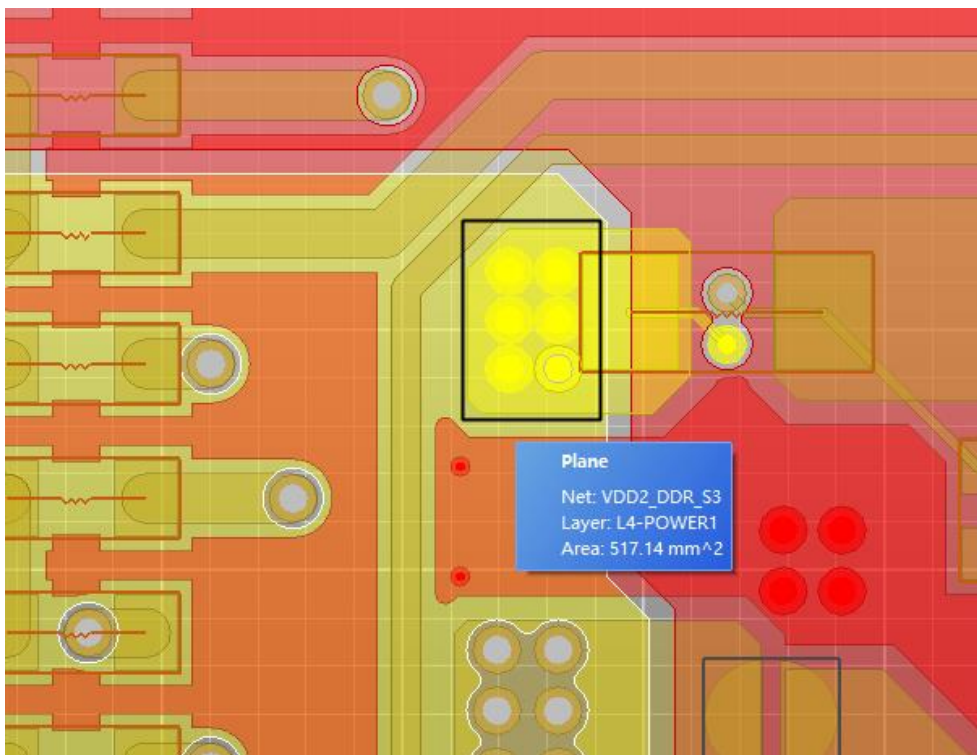 Plane
Net: VDD2_DDR_S3
Layer: L4-POWER1
Area: 517.14 mm^2